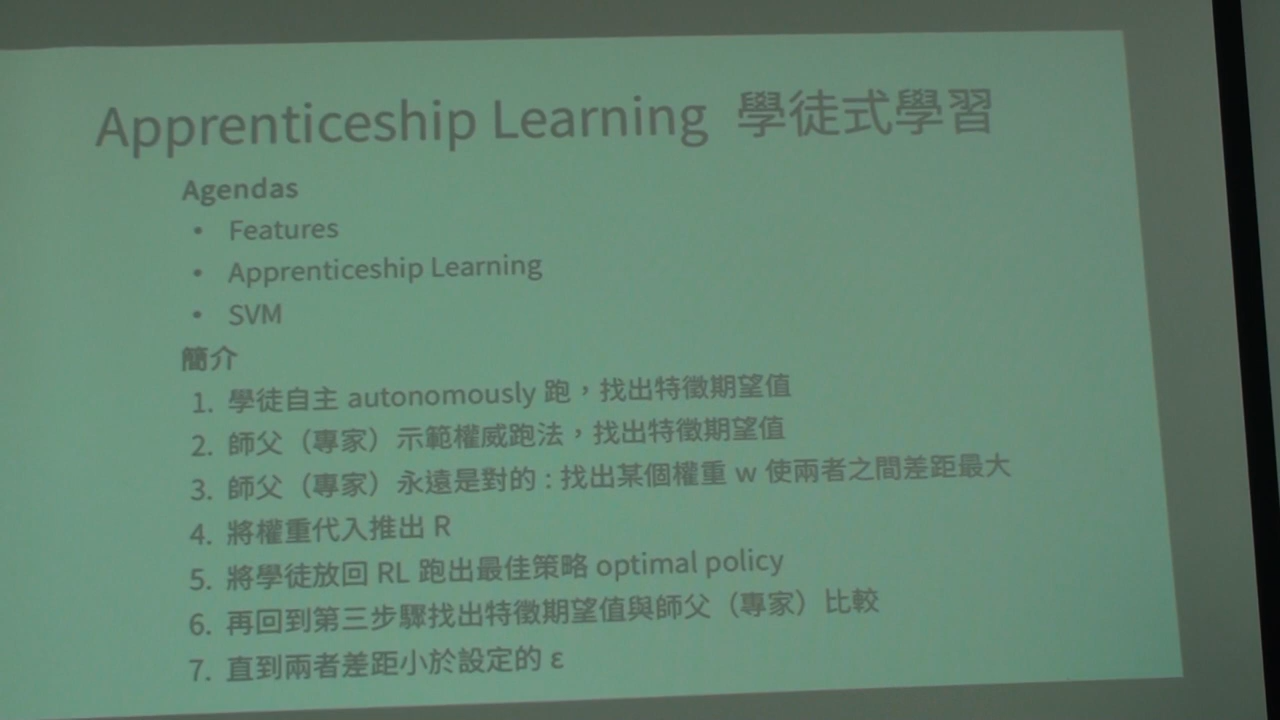 Apprenticeship Learning 學徒式學習
Agendas
• Features
• Apprenticeship Learning
• SVM
簡介
1. 學徒自主 autonomously 跑，找出特徵期望值
2. 師父（專家）示範權威跑法，找出特徵期望值
3. 師父（專家）永遠是對的 : 找出某個權重 w 使兩者之間差距最大
4. 將權重代入推出 R
5. 將學徒放回 RL 跑出最佳策略 optimal policy
6. 再回到第三步驟找出特徵期望值與師父（專家）比較
7. 直到兩者差距小於設定的 ε